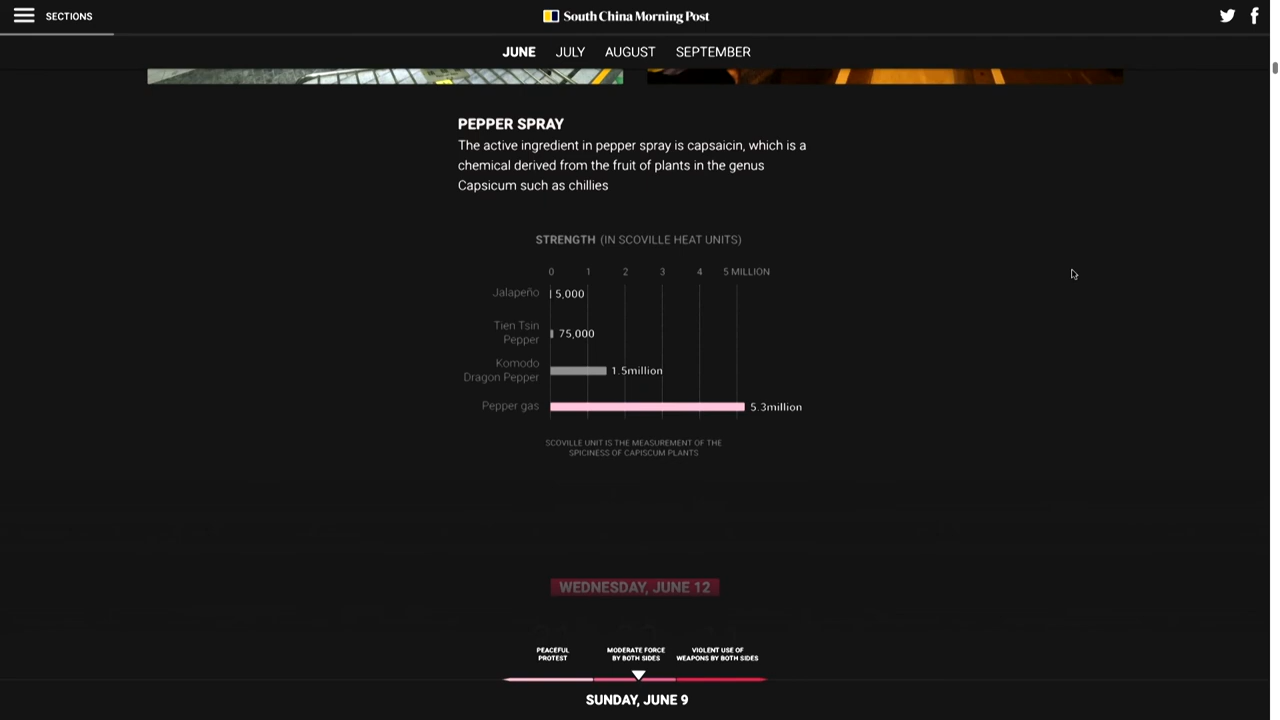 SECTIONS
South China Morning Post
JUNE JULY AUGUST SEPTEMBER
PEPPER SPRAY
The active ingredient in pepper spray is capsaicin, which is a
chemical derived from the fruit of plants in the genus
Capsicum such as chillies
STRENGTH (IN SCOVILLE HEAT UNITS)
0 1 2 3 4 5 MILLION
Jalapeño 5,000
Tien Tsin
Pepper 75,000
Komodo
Dragon Pepper 1.5million
Pepper gas 5.3million
SCOVILLE UNIT IS THE MEASUREMENT OF THE
SPICINESS OF CAPISCUM PLANTS
WEDNESDAY, JUNE 12
PEACEFUL
PROTEST
MODERATE FORCE
BY BOTH SIDES
VIOLENT USE OF
WEAPONS BY BOTH SIDES
SUNDAY, JUNE 9